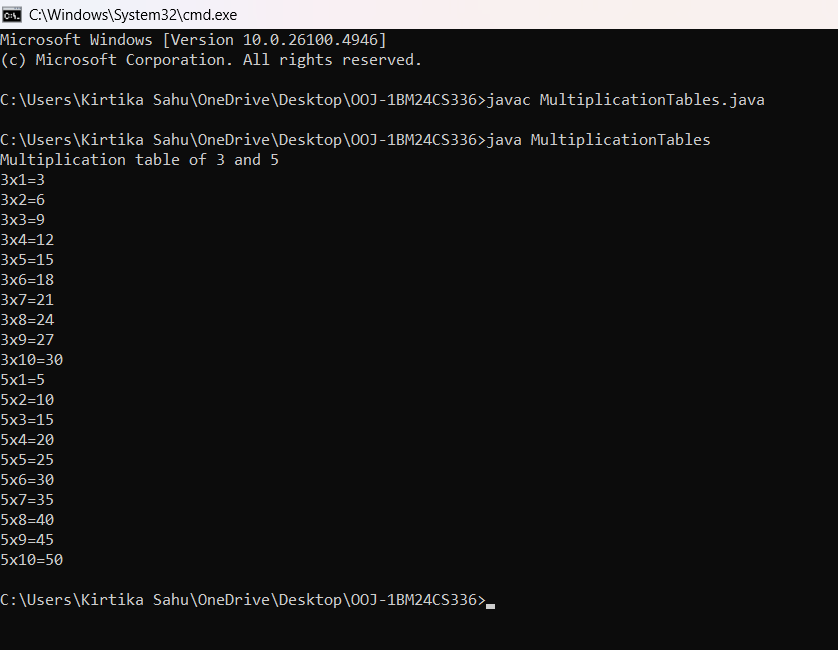 C:\Windows\System32\cmd.exe
Microsoft Windows [Version 10.0.26100.4946]
(c) Microsoft Corporation. All rights reserved.
C:\Users\Kirtika Sahu\OneDrive\Desktop\OOJ-1BM24CS336>javac MultiplicationTables.java
C:\Users\Kirtika Sahu\OneDrive\Desktop\OOJ-1BM24CS336>java MultiplicationTables
Multiplication table of 3 and 5
3x1=3
3x2=6
3x3=9
3x4=12
3x5=15
3x6=18
3x7=21
3x8=24
3x9=27
3x10=30
5x1=5
5x2=10
5x3=15
5x4=20
5x5=25
5x6=30
5x7=35
5x8=40
5x9=45
5x10=50
C:\Users\Kirtika Sahu\OneDrive\Desktop\OOJ-1BM24CS336>